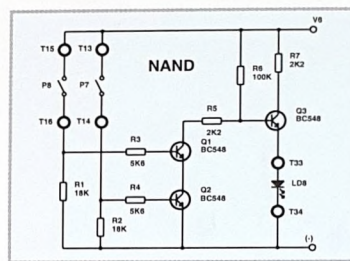 V6
T15
T13
NAND
R7
2K2
R6
100K
P8
P7
R5
2K2
Q3
BC548
T16
T14
R3
5K6
Q1
BC548
T33
R1
18K
R4
5K6
Q2
BC548
LD8
R2
18K
T34
(-)